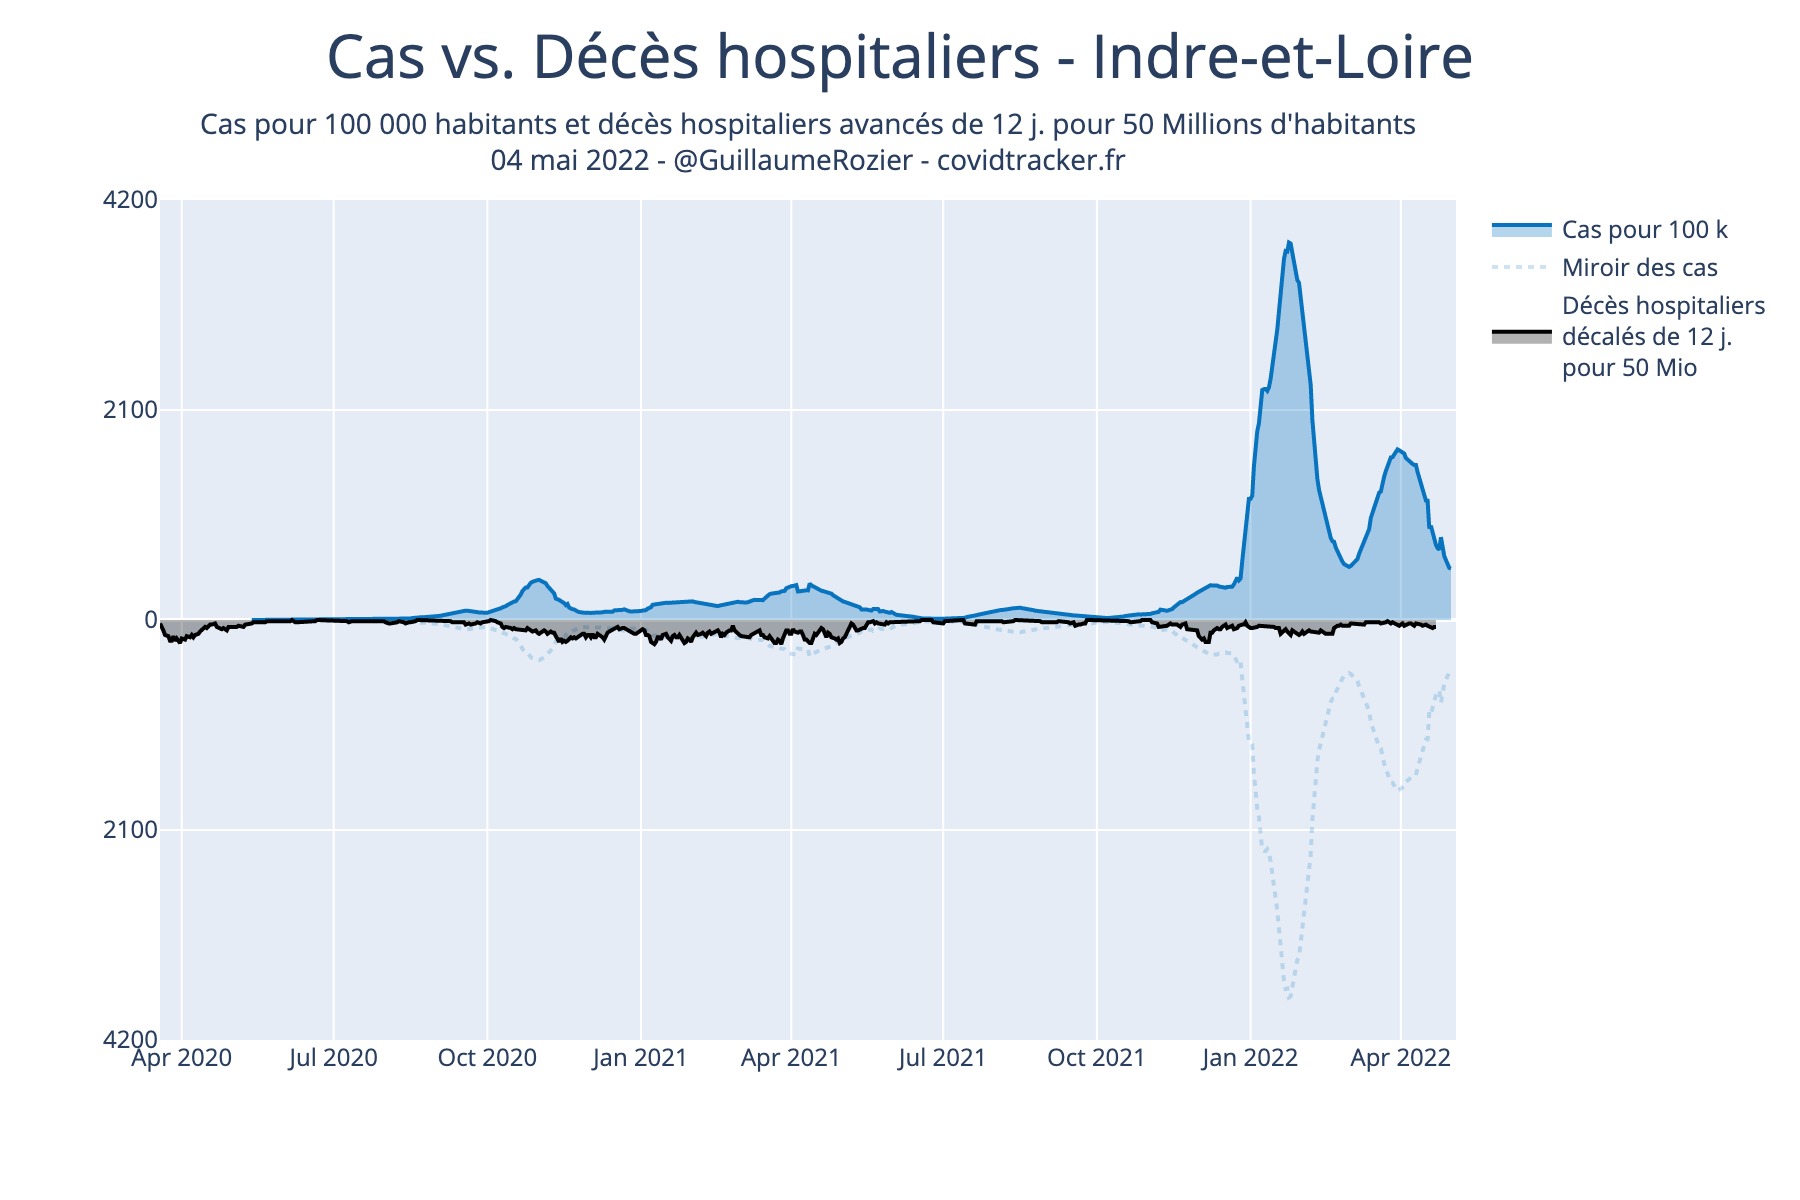 Cas vs. Décès hospitaliers - Indre-et-Loire
Cas pour 100 000 habitants et décès hospitaliers avancés de 12 j. pour 50 Millions d'habitants
04 mai 2022 - @GuillaumeRozier - covidtracker.fr
4200
2100
0
2100
4200
Apr 2020
Jul 2020
Oct 2020
Jan 2021
Apr 2021
Jul 2021
Oct 2021
Jan 2022
Apr 2022
Cas pour 100 k
Miroir des cas
Décès hospitaliers
décalés de 12 j.
pour 50 Mio